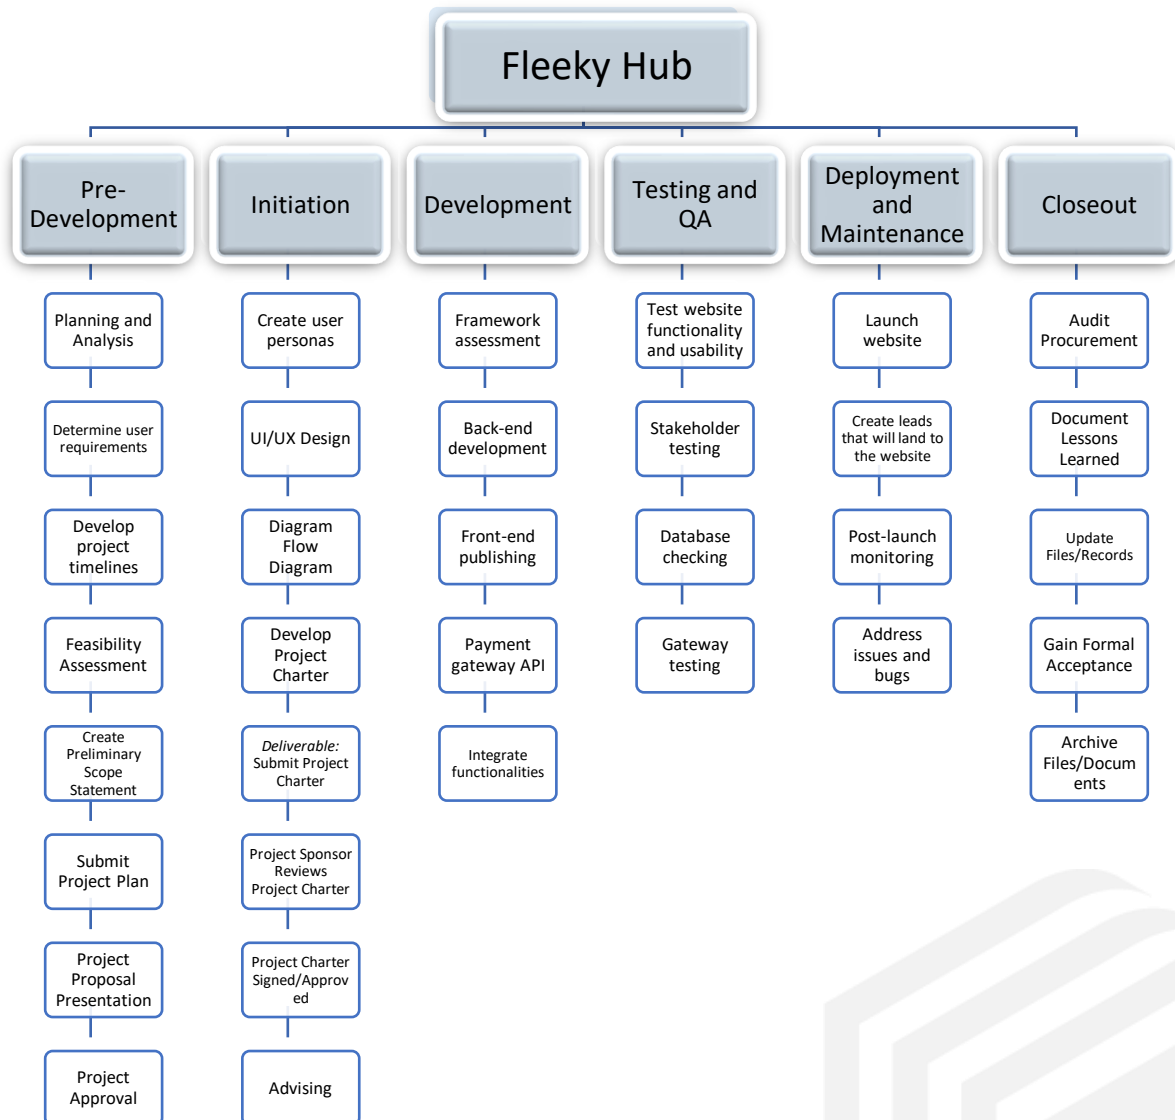 Fleeky Hub
Pre-
Development
Initiation
Development
Testing and
QA
Deployment
and
Maintenance
Closeout
Planning and
Analysis
Determine user
requirements
Develop
project
timelines
Feasibility
Assessment
Create
Preliminary
Scope
Statement
Submit
Project Plan
Project
Proposal
Presentation
Project
Approval
Create user
personas
UI/UX Design
Diagram
Flow
Diagram
Develop
Project
Charter
Deliverable:
Submit Project
Charter
Project Sponsor
Reviews
Project Charter
Project Charter
Signed/Approv
ed
Advising
Framework
assessment
Back-end
development
Front-end
publishing
Payment
gateway API
Integrate
functionalities
Test website
functionality
and usability
Stakeholder
testing
Database
checking
Gateway
testing
Launch
website
Create leads
that will land to
the website
Post-launch
monitoring
Address
issues and
bugs
Audit
Procurement
Document
Lessons
Learned
Update
Files/Records
Gain Formal
Acceptance
Archive
Files/Docum
ents